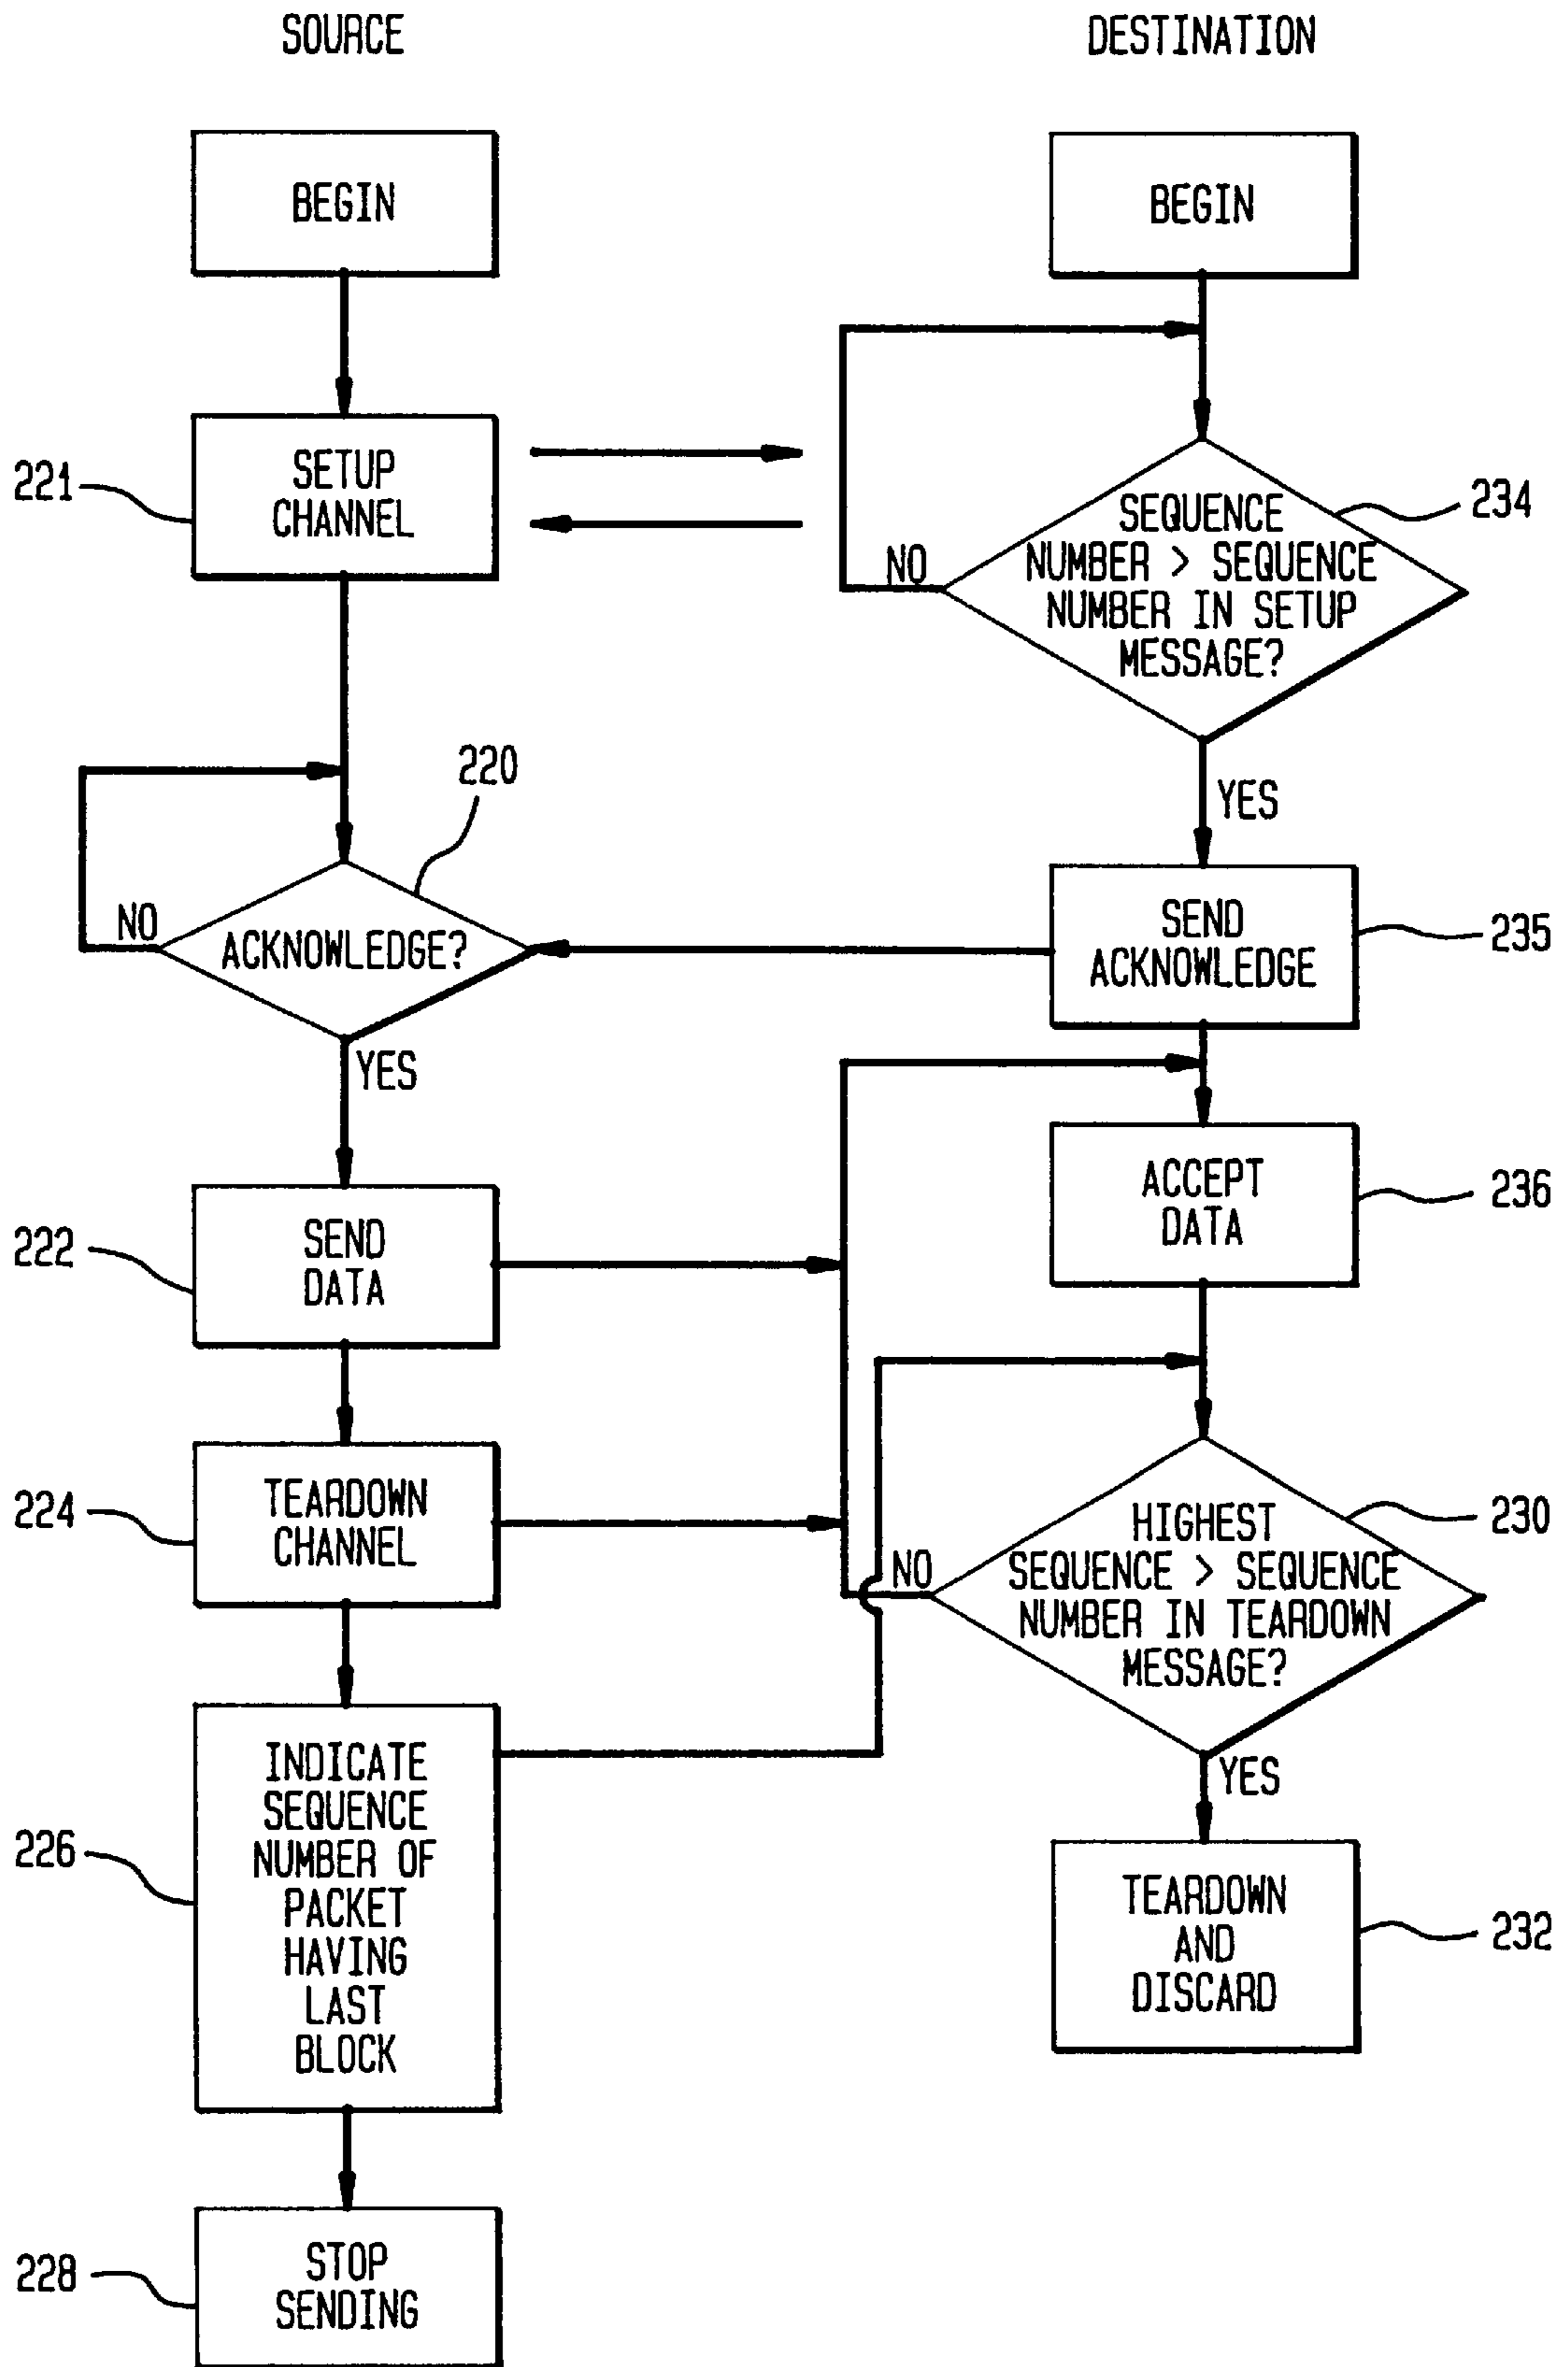 SOURCE
BEGIN
221
SETUP
CHANNEL
220
NO
ACKNOWLEDGE?
YES
222
SEND
DATA
224
TEARDOWN
CHANNEL
226
INDICATE
SEQUENCE
NUMBER OF
PACKET
HAVING
LAST
BLOCK
228
STOP
SENDING
DESTINATION
BEGIN
234
NO
SEQUENCE
NUMBER > SEQUENCE
NUMBER IN SETUP
MESSAGE?
YES
SEND
ACKNOWLEDGE
235
ACCEPT
DATA
236
230
NO
HIGHEST
SEQUENCE > SEQUENCE
NUMBER IN TEARDOWN
MESSAGE?
YES
TEARDOWN
AND
DISCARD
232